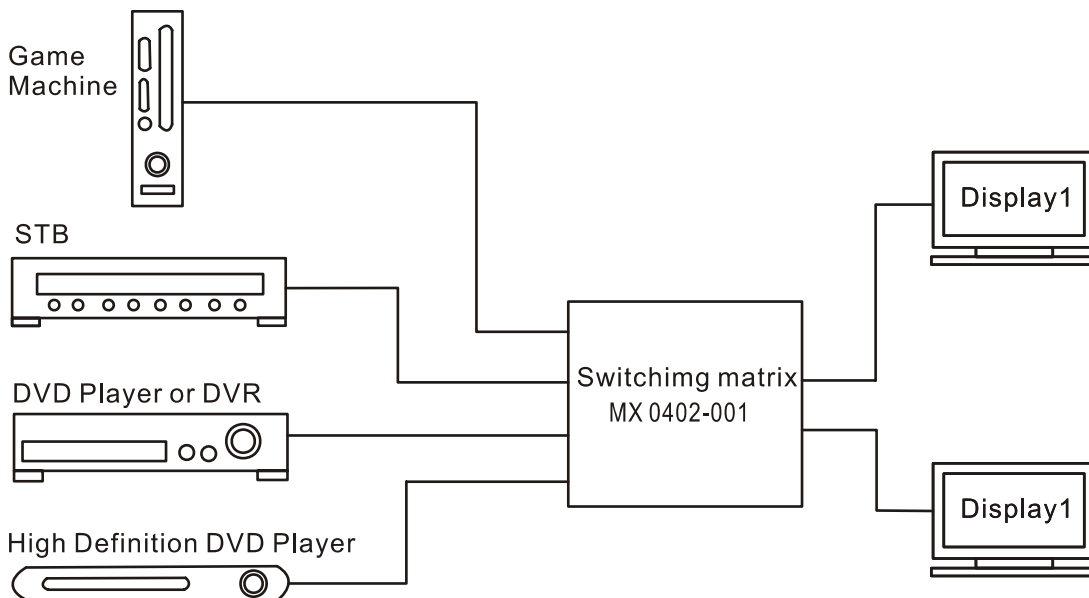 Game
Machine
STB
DVD Player or DVR
High Definition DVD Player
Switchimg matrix
MX 0402-001
Display1
Display1